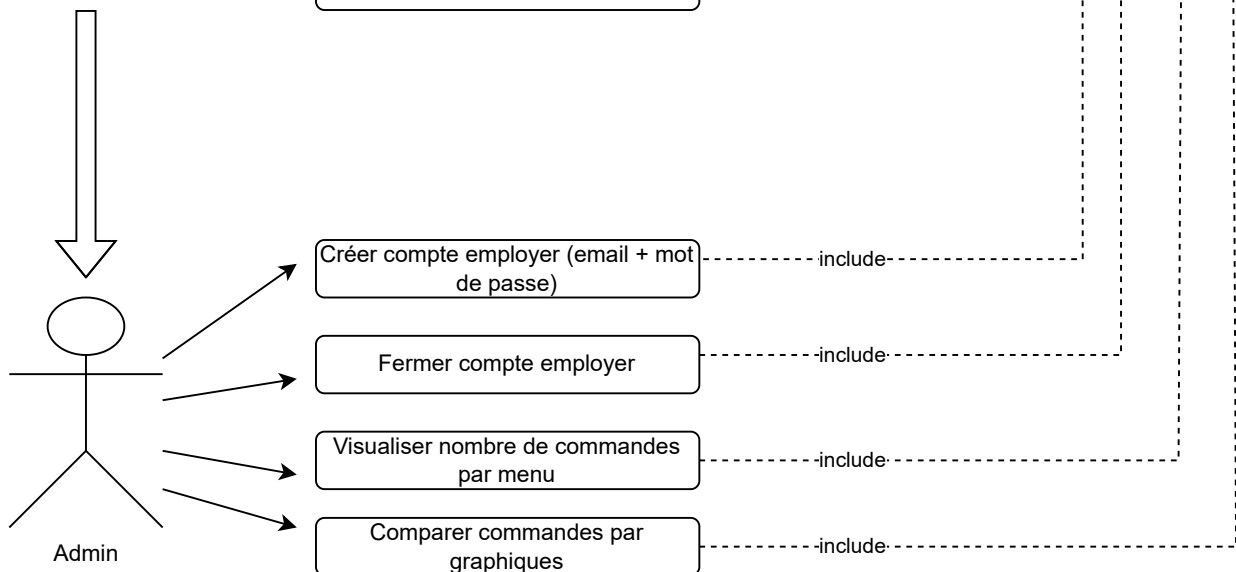 Créer compte employer (email + mot
de passe)
include
Fermer compte employer
include
Visualiser nombre de commandes
par menu
include
Comparer commandes par
graphiques
include
Admin